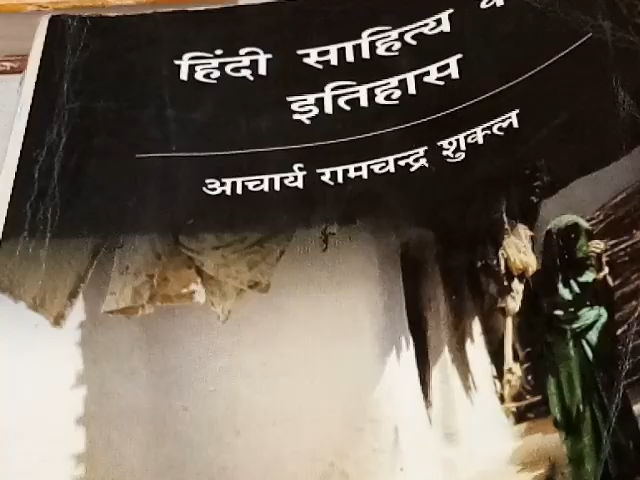 हिंदी साहित्य
इतिहास
आचार्य रामचन्द्र शुक्ल